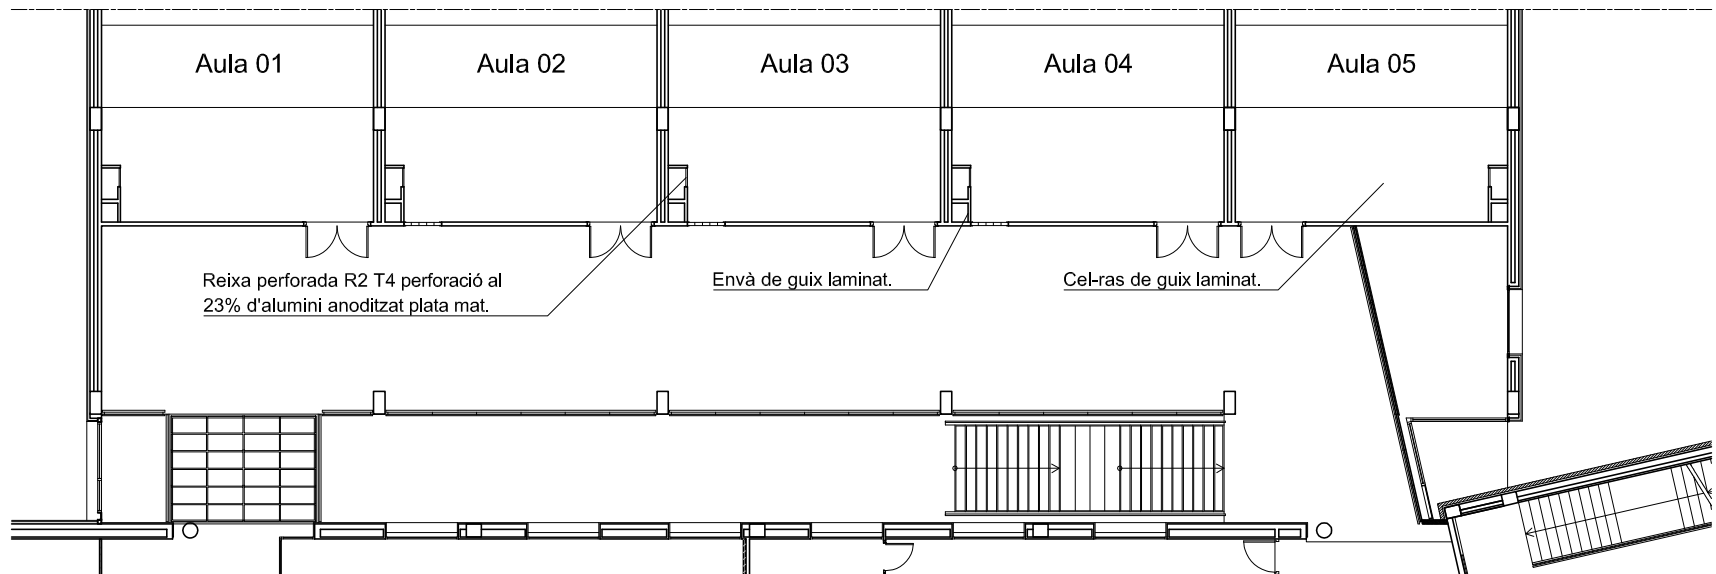 Aula 01
Aula 02
Aula 03
Aula 04
Aula 05
Reixa perforada R2 T4 perforació al
23% d'alumini anoditzat plata mat.
Envà de guix laminat.
Cel-ras de guix laminat.